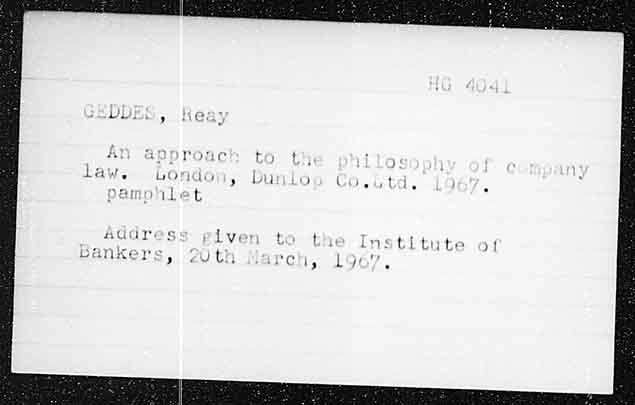 HG 4041
GEDDES, Reay
An approach to the philosophy of company
law. London, Dunlop Co.Ltd. 1967.
pamphlet
Address given to the Institute of
Bankers, 20th March, 1967.